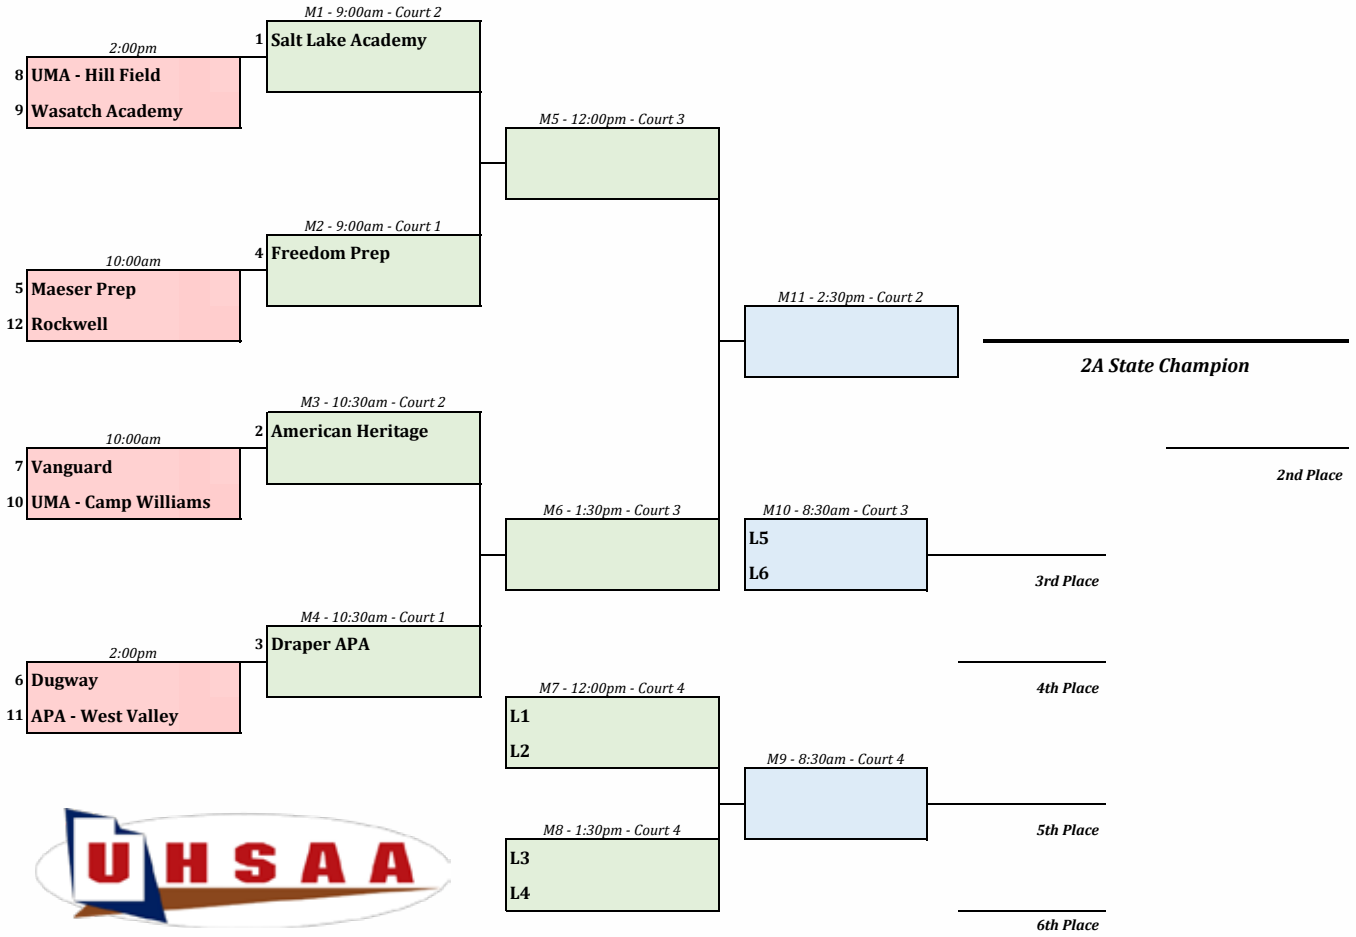 M1 - 9:00am - Court 2
1 Salt Lake Academy
2:00pm
8 UMA - Hill Field
9 Wasatch Academy
M5 - 12:00pm - Court 3
M2 - 9:00am - Court 1
4 Freedom Prep
10:00am
5 Maeser Prep
12 Rockwell
M11 - 2:30pm - Court 2
2A State Champion
M3 - 10:30am - Court 2
2 American Heritage
10:00am
7 Vanguard
10 UMA - Camp Williams
2nd Place
M6 - 1:30pm - Court 3
M10 - 8:30am - Court 3
L5
L6
3rd Place
M4 - 10:30am - Court 1
3 Draper APA
2:00pm
6 Dugway
11 APA - West Valley
4th Place
M7 - 12:00pm - Court 4
L1
L2
M9 - 8:30am - Court 4
5th Place
M8 - 1:30pm - Court 4
L3
L4
6th Place
UHSAA